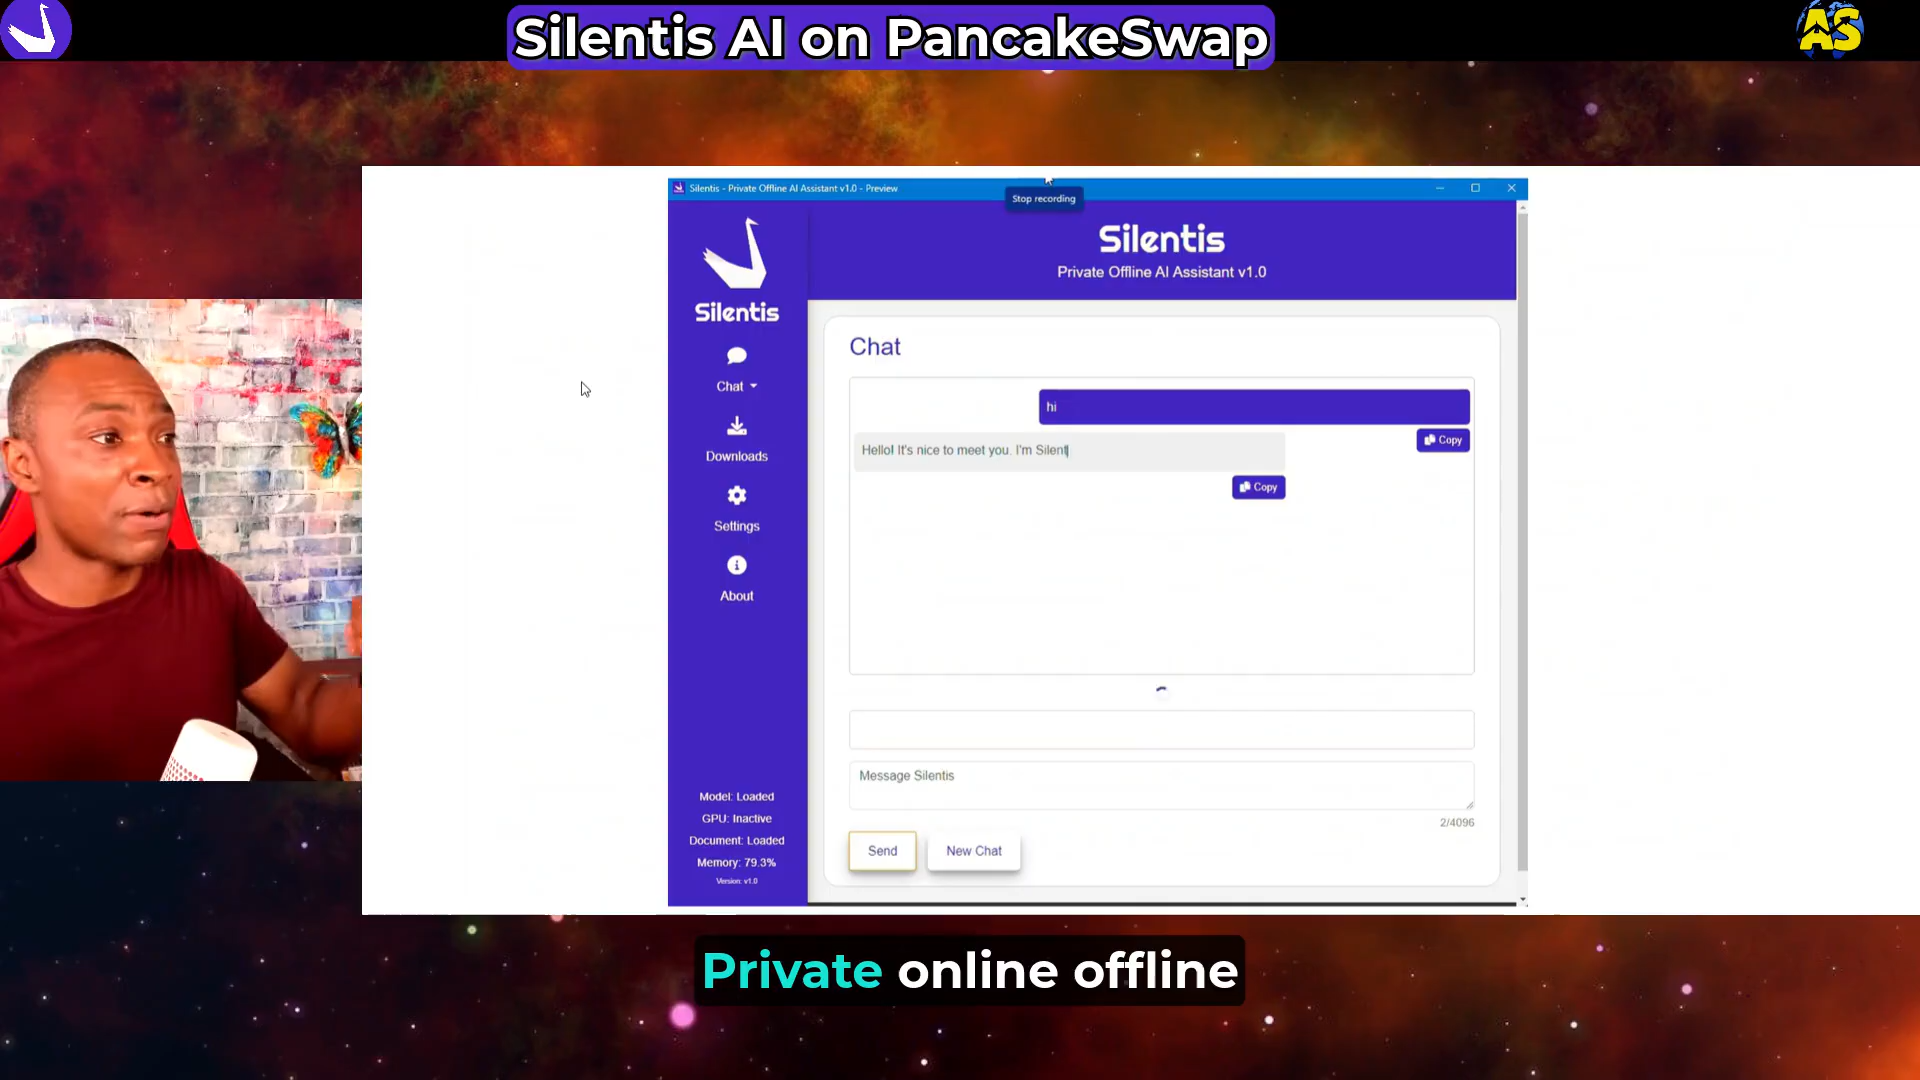 Silentis AI on PancakeSwap
AS
Silentis - Private Offline AI Assistant v1.0 - Preview
Stop recording
Silentis
Private Offline AI Assistant v1.0
Silentis
Chat
Downloads
Settings
About
Model: Loaded
GPU: Inactive
Document: Loaded
Memory: 79.3%
Version: v1.0
Chat
hi
Copy
Hello! It's nice to meet you. I'm Silent
Copy
Message Silentis
2/4096
Send
New Chat
Private online offline